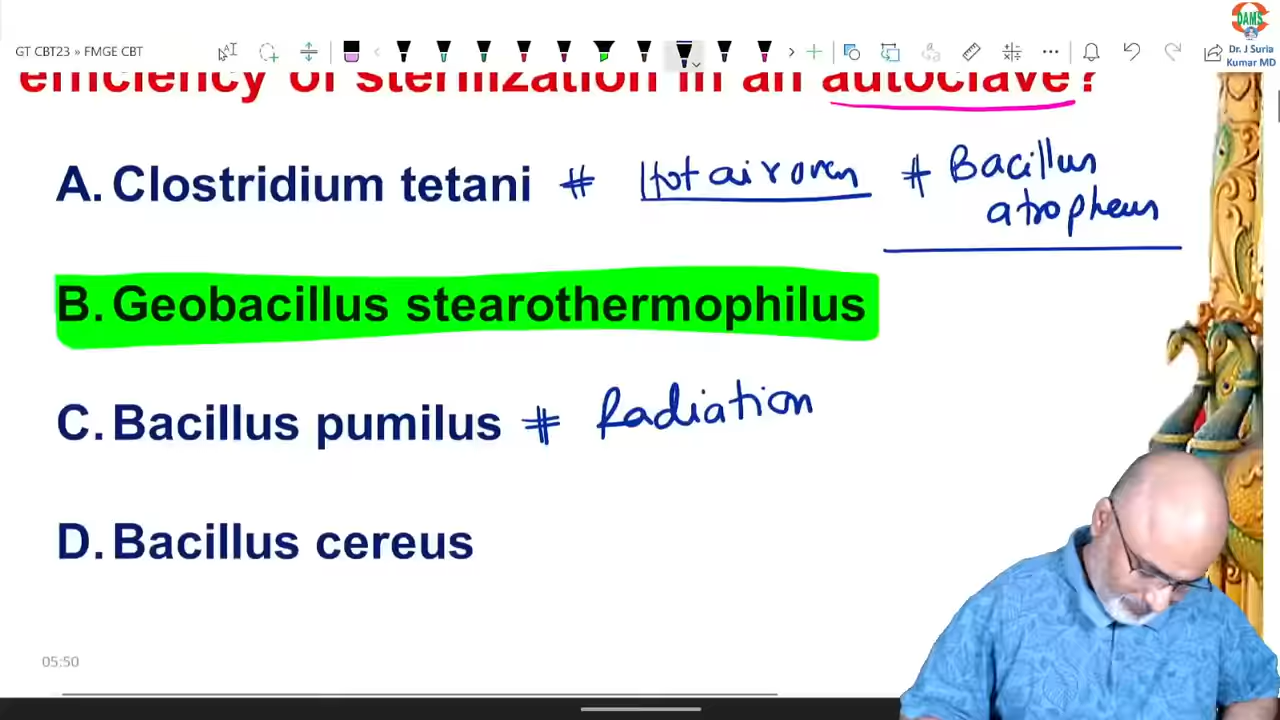 DAMS
GT CBT23 » FMGE CBT
Dr. J Suria
Kumar MD
efficiency of sterilization in an autoclave?
A. Clostridium tetani # Hot air oven # Bacillus
atropheus
B. Geobacillus stearothermophilus
C. Bacillus pumilus # Radiation
D. Bacillus cereus
05:50